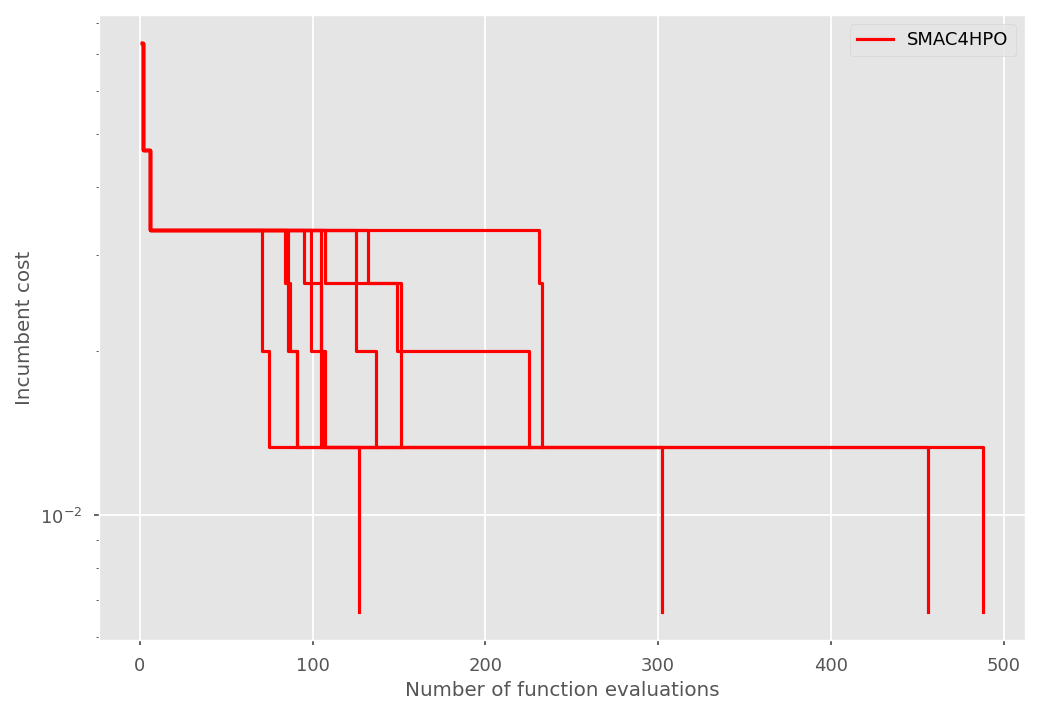 SMAC4HPO
Incumbent cost
10⁻²
0 100 200 300 400 500
Number of function evaluations